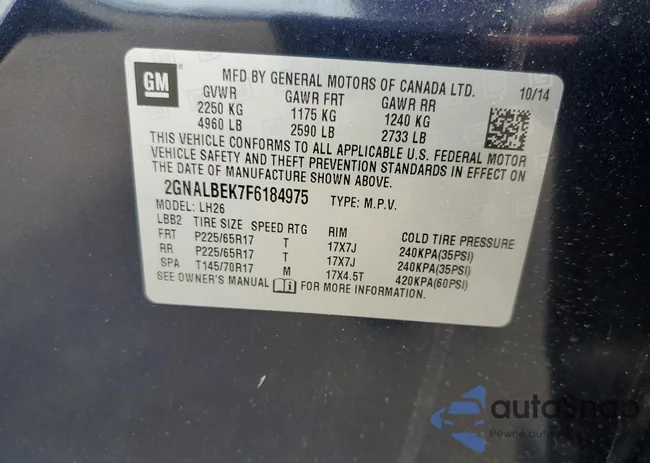 GM
MFD BY GENERAL MOTORS OF CANADA LTD.
10/14
GVWR GAWR FRT GAWR RR
2250 KG 1175 KG 1240 KG
4960 LB 2590 LB 2733 LB
THIS VEHICLE CONFORMS TO ALL APPLICABLE U.S. FEDERAL MOTOR
VEHICLE SAFETY AND THEFT PREVENTION STANDARDS IN EFFECT ON
THE DATE OF MANUFACTURE SHOWN ABOVE.
2GNALBEK7F6184975 TYPE: M.P.V.
MODEL: LH26
LBB2 TIRE SIZE SPEED RTG RIM COLD TIRE PRESSURE
FRT P225/65R17 T 17X7J 240KPA(35PSI)
RR P225/65R17 T 17X7J 240KPA(35PSI)
SPA T145/70R17 M 17X4.5T 420KPA(60PSI)
SEE OWNER'S MANUAL FOR MORE INFORMATION.
autoSnap
Pewne auto